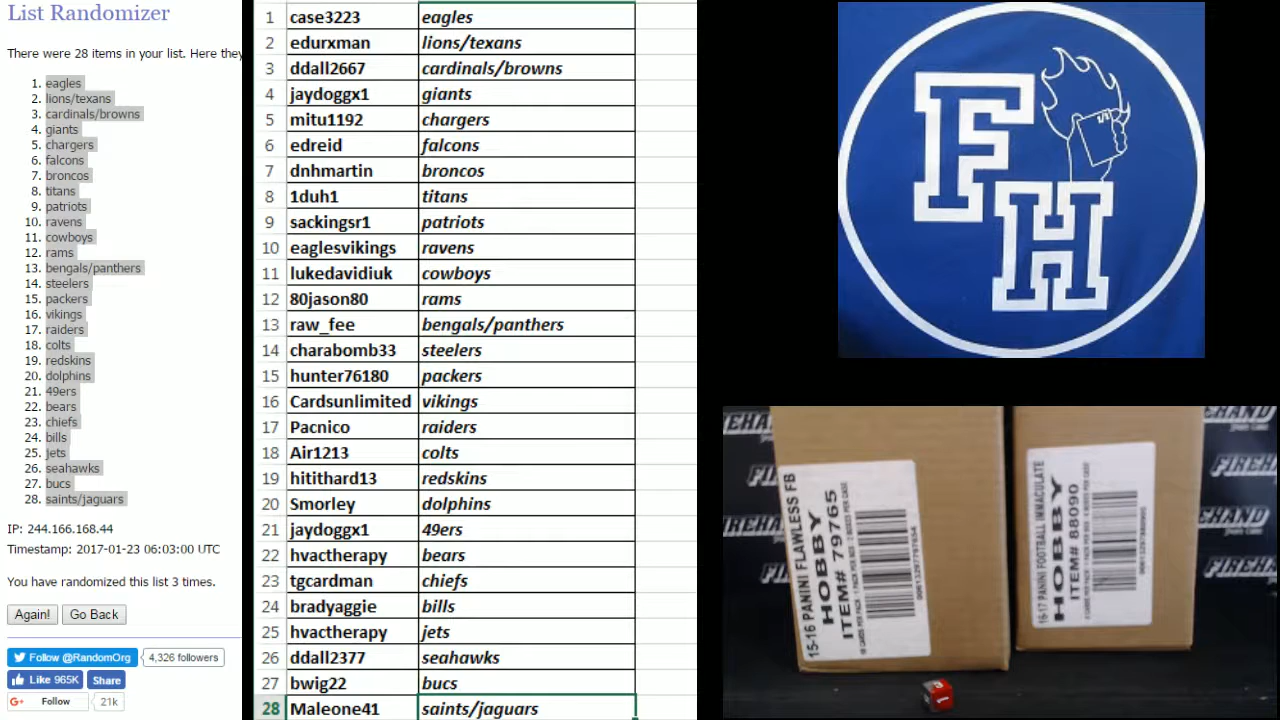 List Randomizer
There were 28 items in your list. Here they
1. eagles
2. lions/texans
3. cardinals/browns
4. giants
5. chargers
6. falcons
7. broncos
8. titans
9. patriots
10. ravens
11. cowboys
12. rams
13. bengals/panthers
14. steelers
15. packers
16. vikings
17. raiders
18. colts
19. redskins
20. dolphins
21. 49ers
22. bears
23. chiefs
24. bills
25. jets
26. seahawks
27. bucs
28. saints/jaguars
IP: 244.166.168.44
Timestamp: 2017-01-23 06:03:00 UTC
You have randomized this list 3 times.
Again! Go Back
Follow @RandomOrg 4,326 followers
Like 965K Share
G+ Follow 21k
1 case3223 eagles
2 edurxman lions/texans
3 ddall2667 cardinals/browns
4 jaydoggx1 giants
5 mitu1192 chargers
6 edreid falcons
7 dnhmartin broncos
8 1duh1 titans
9 sackingsr1 patriots
10 eaglesvikings ravens
11 lukedavidiuk cowboys
12 80jason80 rams
13 raw_fee bengals/panthers
14 charabomb33 steelers
15 hunter76180 packers
16 Cardsunlimited vikings
17 Pacnico raiders
18 Air1213 colts
19 hitithard13 redskins
20 Smorley dolphins
21 jaydoggx1 49ers
22 hvactherapy bears
23 tgcardman chiefs
24 bradyaggie bills
25 hvactherapy jets
26 ddall2377 seahawks
27 bwig22 bucs
28 Maleone41 saints/jaguars
F
1/1
H
15-16 PANINI FLAWLESS FB
HOBBY
ITEM# 79765
16-17 PANINI FOOTBALL IMMACULATE
HOBBY
ITEM# 88090
FIREHAND